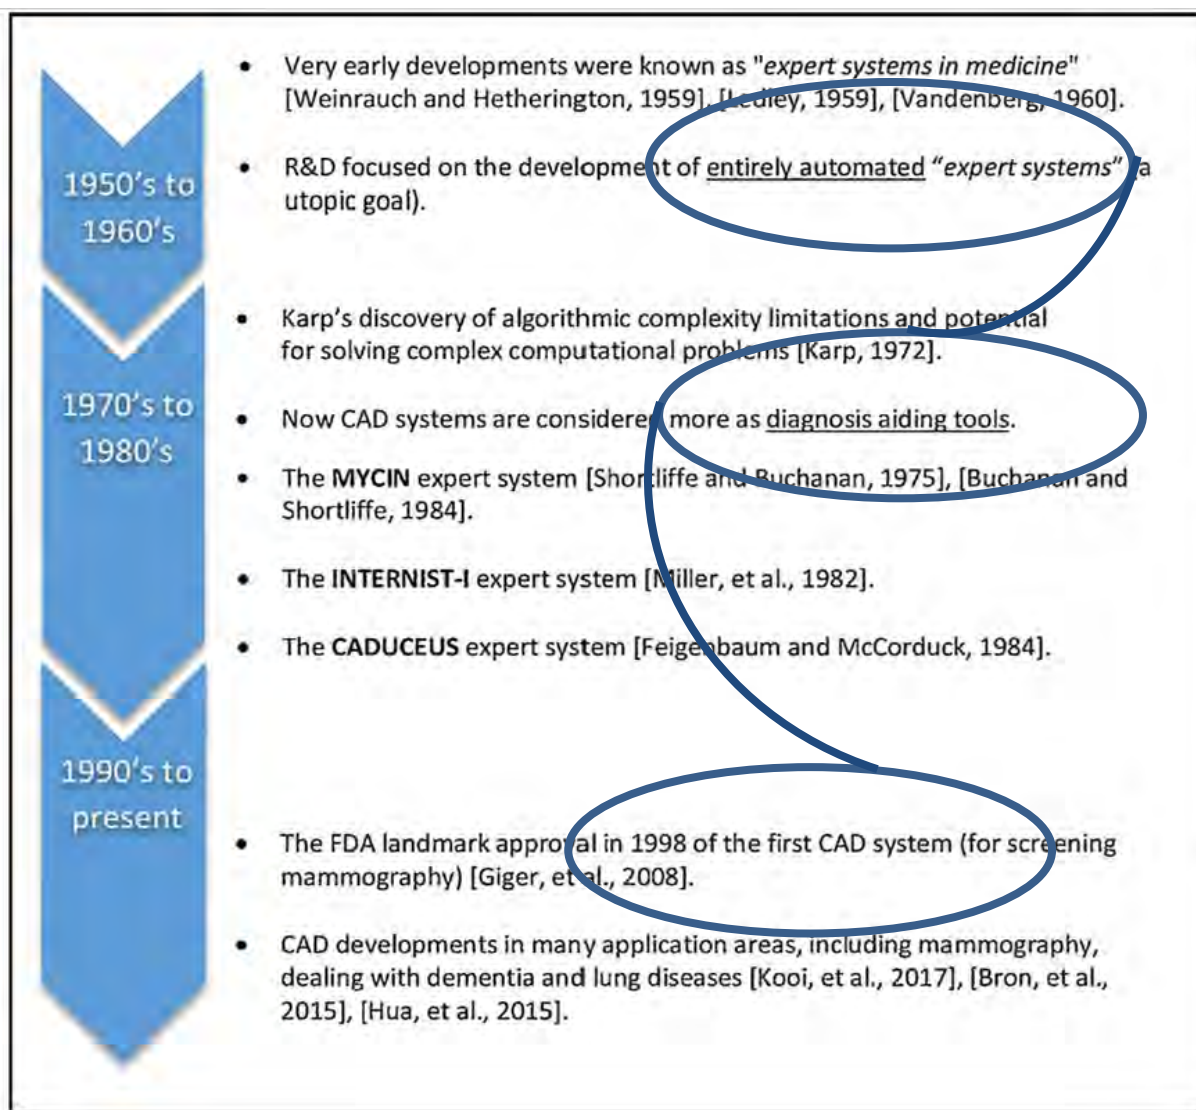 1950's to
1960's
• Very early developments were known as "expert systems in medicine"
[Weinrauch and Hetherington, 1959], [Ledley, 1959], [Vandenberg, 1960].
• R&D focused on the development of entirely automated “expert systems” (a
utopic goal).
1970's to
1980's
• Karp's discovery of algorithmic complexity limitations and potential
for solving complex computational problems [Karp, 1972].
• Now CAD systems are considered more as diagnosis aiding tools.
• The MYCIN expert system [Shortliffe and Buchanan, 1975], [Buchanan and
Shortliffe, 1984].
• The INTERNIST-I expert system [Miller, et al., 1982].
• The CADUCEUS expert system [Feigenbaum and McCorduck, 1984].
1990's to
present
• The FDA landmark approval in 1998 of the first CAD system (for screening
mammography) [Giger, et al., 2008].
• CAD developments in many application areas, including mammography,
dealing with dementia and lung diseases [Kooi, et al., 2017], [Bron, et al.,
2015], [Hua, et al., 2015].